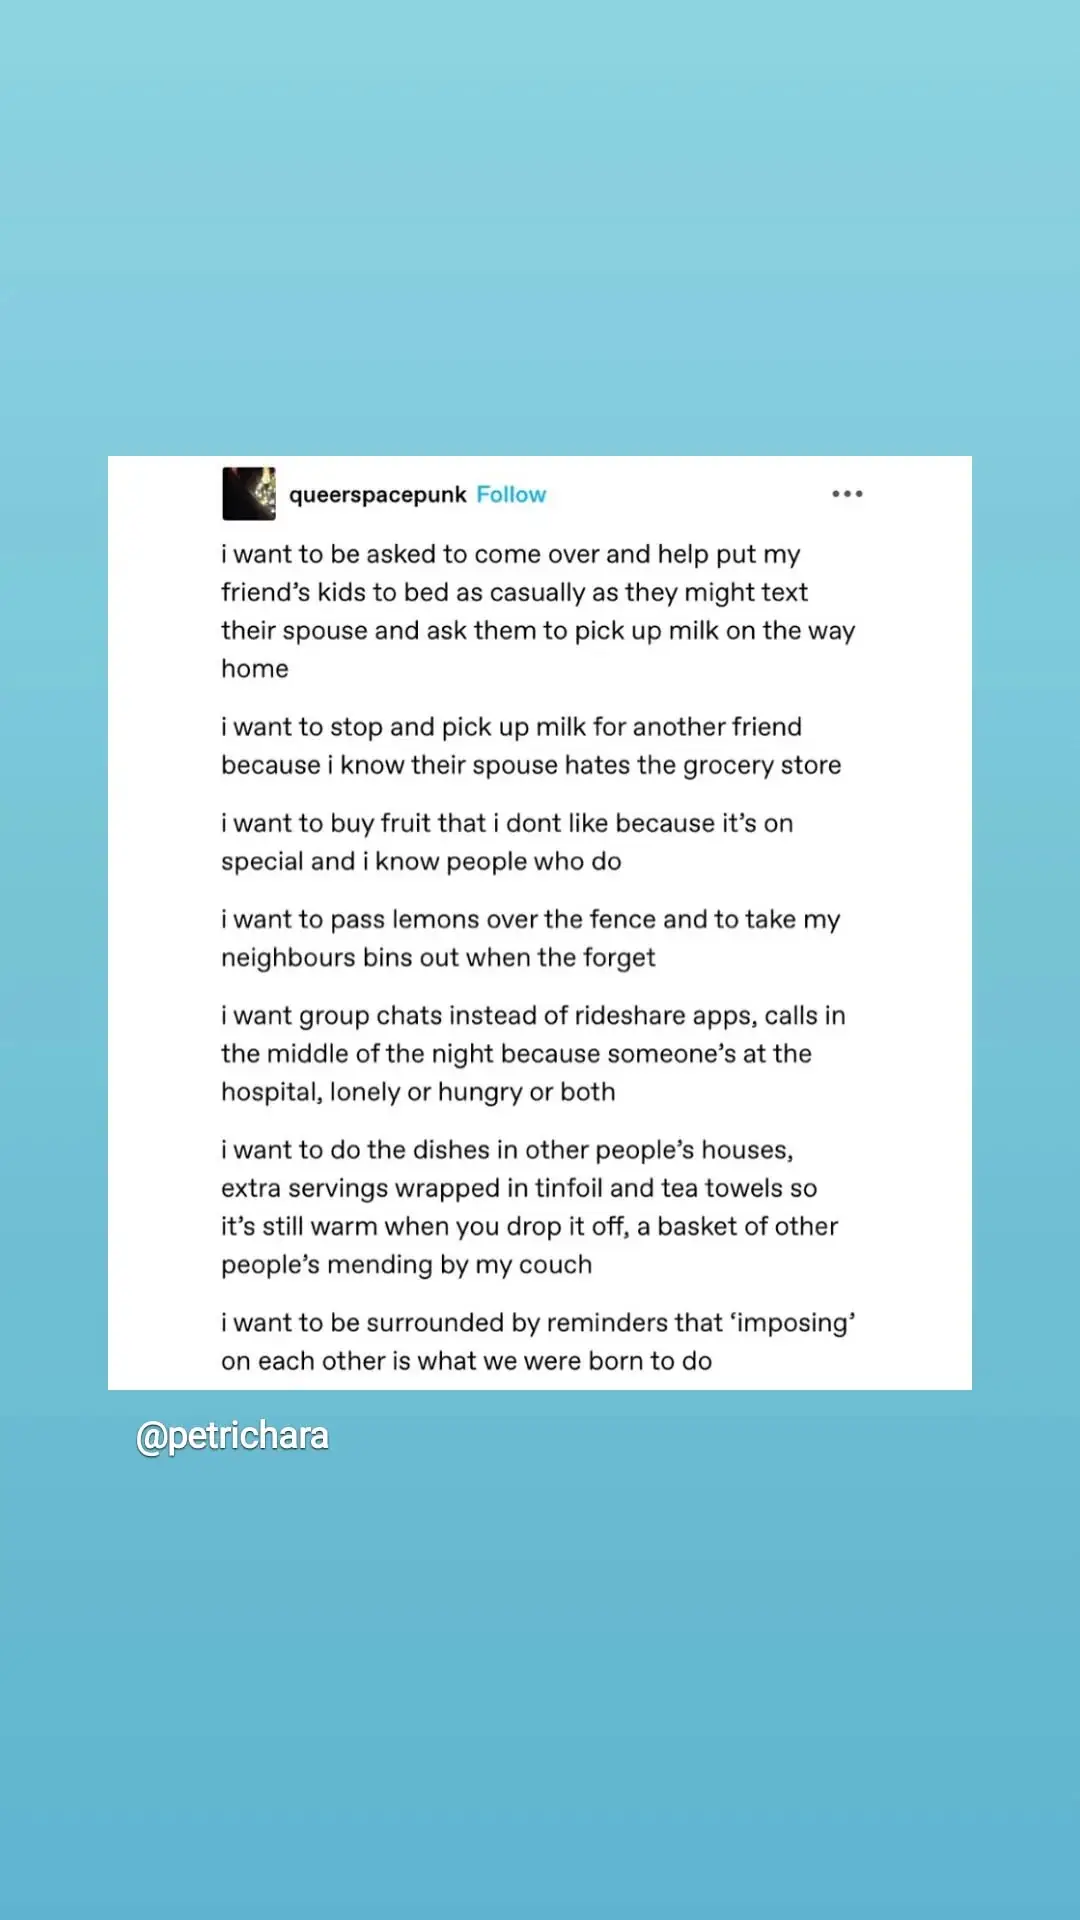 queerspacepunk Follow
i want to be asked to come over and help put my
friend’s kids to bed as casually as they might text
their spouse and ask them to pick up milk on the way
home
i want to stop and pick up milk for another friend
because i know their spouse hates the grocery store
i want to buy fruit that i dont like because it’s on
special and i know people who do
i want to pass lemons over the fence and to take my
neighbours bins out when the forget
i want group chats instead of rideshare apps, calls in
the middle of the night because someone’s at the
hospital, lonely or hungry or both
i want to do the dishes in other people’s houses,
extra servings wrapped in tinfoil and tea towels so
it’s still warm when you drop it off, a basket of other
people’s mending by my couch
i want to be surrounded by reminders that ‘imposing’
on each other is what we were born to do
@petrichara